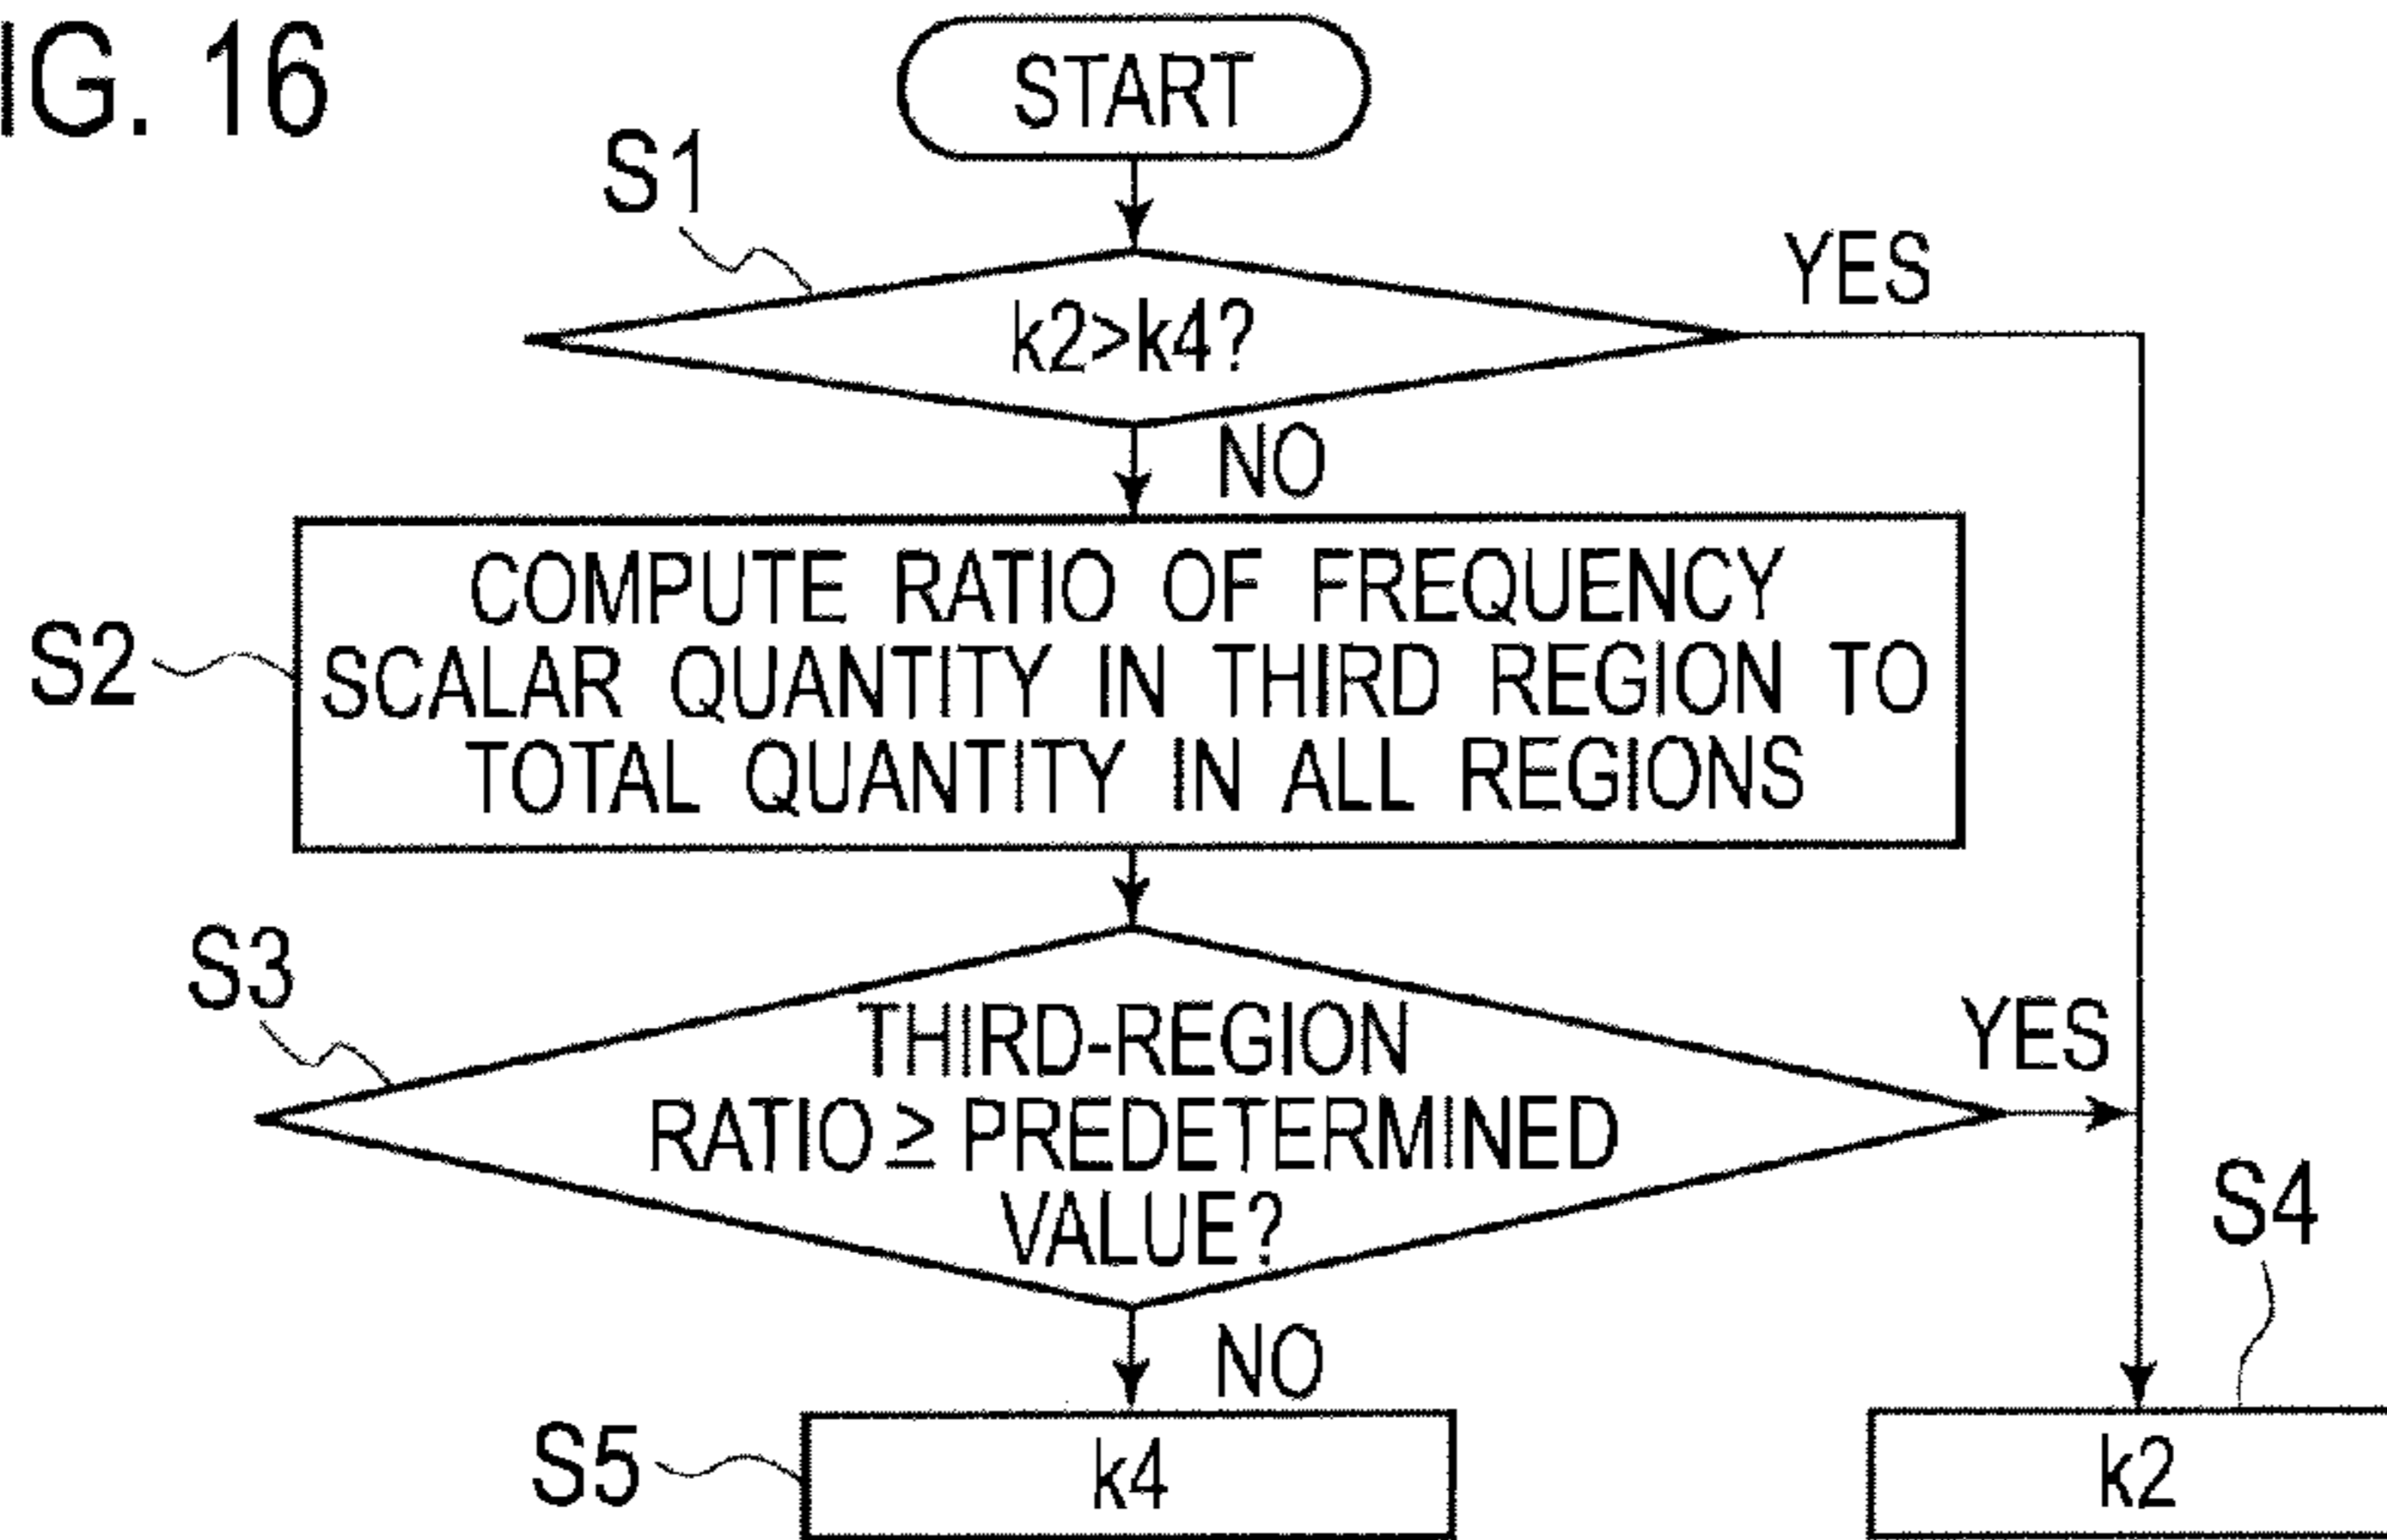 IG. 16
START
S1
YES
k2>k4?
NO
S2
COMPUTE RATIO OF FREQUENCY
SCALAR QUANTITY IN THIRD REGION TO
TOTAL QUANTITY IN ALL REGIONS
S3
THIRD-REGION
RATIO ≥ PREDETERMINED
VALUE?
YES
S4
NO
S5
k4
k2